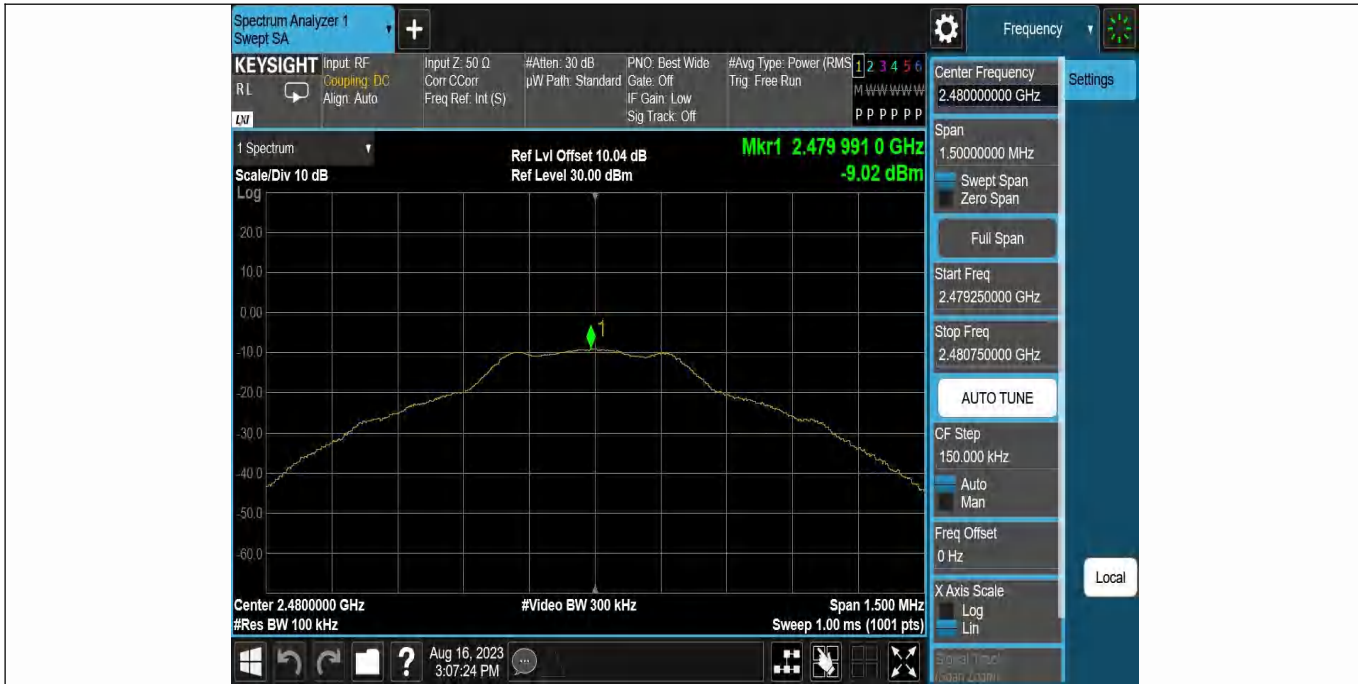 Spectrum Analyzer 1
Swept SA
+
Frequency
KEYSIGHT
R L
LXI
Input: RF
Coupling: DC
Align: Auto
Input Z: 50 Ω
Corr CCorr
Freq Ref: Int (S)
#Atten: 30 dB
µW Path: Standard
PNO: Best Wide
Gate: Off
IF Gain: Low
Sig Track: Off
#Avg Type: Power (RMS
Trig: Free Run
1 2 3 4 5 6
M W W W W W
P P P P P P
Center Frequency
2.480000000 GHz
Settings
Span
1.50000000 MHz
Swept Span
Zero Span
Full Span
Start Freq
2.479250000 GHz
Stop Freq
2.480750000 GHz
AUTO TUNE
CF Step
150.000 kHz
Auto
Man
Freq Offset
0 Hz
X Axis Scale
Log
Lin
Local
1 Spectrum
Scale/Div 10 dB
Ref Lvl Offset 10.04 dB
Ref Level 30.00 dBm
Mkr1 2.479 991 0 GHz
-9.02 dBm
Log
20.0
10.0
0.00
-10.0
-20.0
-30.0
-40.0
-50.0
-60.0
1
Center 2.4800000 GHz
#Res BW 100 kHz
#Video BW 300 kHz
Span 1.500 MHz
Sweep 1.00 ms (1001 pts)
?
Aug 16, 2023
3:07:24 PM